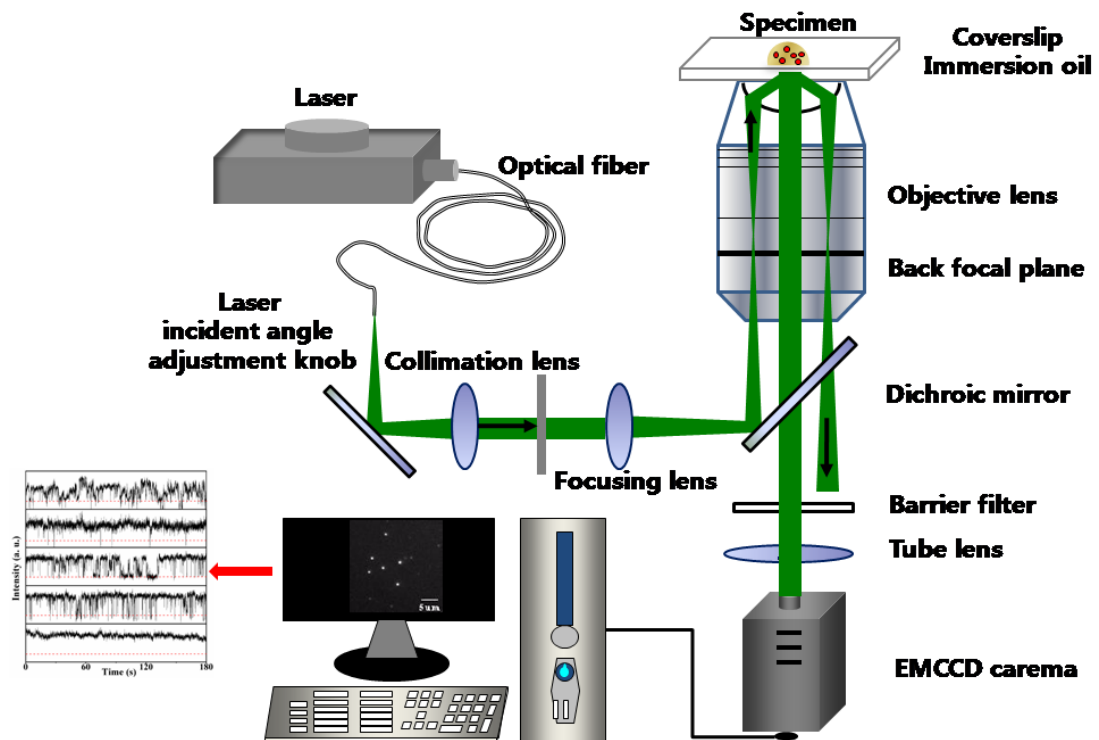 Specimen
Coverslip
Immersion oil
Laser
Optical fiber
Objective lens
Back focal plane
Laser
incident angle
adjustment knob
Collimation lens
Dichroic mirror
Focusing lens
Barrier filter
Tube lens
EMCCD carema
5 u.m
Intensity (a. u.)
0 60 120 180
Time (s)